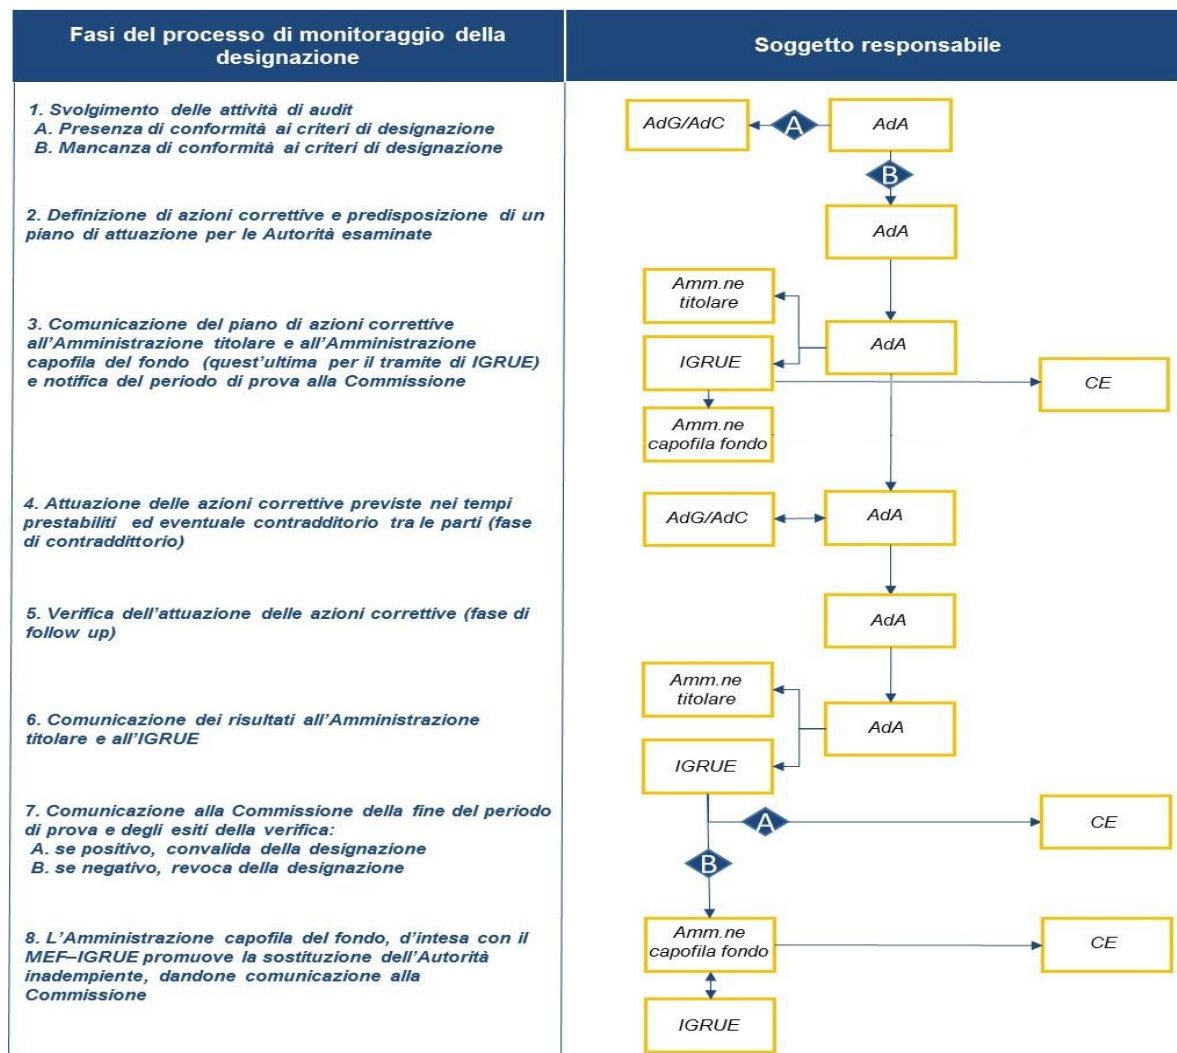 Fasi del processo di monitoraggio della
designazione
Soggetto responsabile
1. Svolgimento delle attività di audit
A. Presenza di conformità ai criteri di designazione
B. Mancanza di conformità ai criteri di designazione
AdG/AdC
A
AdA
B
2. Definizione di azioni correttive e predisposizione di un
piano di attuazione per le Autorità esaminate
AdA
3. Comunicazione del piano di azioni correttive
all'Amministrazione titolare e all'Amministrazione
capofila del fondo (quest'ultima per il tramite di IGRUE)
e notifica del periodo di prova alla Commissione
Amm.ne
titolare
AdA
IGRUE
CE
Amm.ne
capofila fondo
4. Attuazione delle azioni correttive previste nei tempi
prestabiliti ed eventuale contradditorio tra le parti (fase
di contraddittorio)
AdG/AdC
AdA
5. Verifica dell'attuazione delle azioni correttive (fase di
follow up)
AdA
6. Comunicazione dei risultati all'Amministrazione
titolare e all'IGRUE
Amm.ne
titolare
AdA
IGRUE
7. Comunicazione alla Commissione della fine del periodo
di prova e degli esiti della verifica:
A. se positivo, convalida della designazione
B. se negativo, revoca della designazione
A
CE
B
8. L'Amministrazione capofila del fondo, d'intesa con il
MEF–IGRUE promuove la sostituzione dell'Autorità
inadempiente, dandone comunicazione alla
Commissione
Amm.ne
capofila fondo
CE
IGRUE